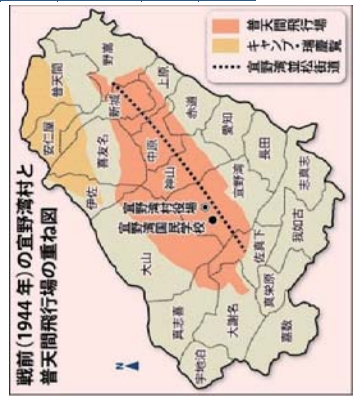 戦前(1944年)の宜野湾村と
普天間飛行場の重ね図
普天間飛行場
キャンプ・瑞慶覧
宜野湾並松街道
N
野嵩
普天間
安仁屋
新城
上原
喜友名
赤道
中原
伊佐
愛知
神山
宜野湾村役場
宜野湾国民学校
宜野湾
長田
大山
志真志
佐真下
我如古
真志喜
真栄原
大謝名
嘉数
宇地泊